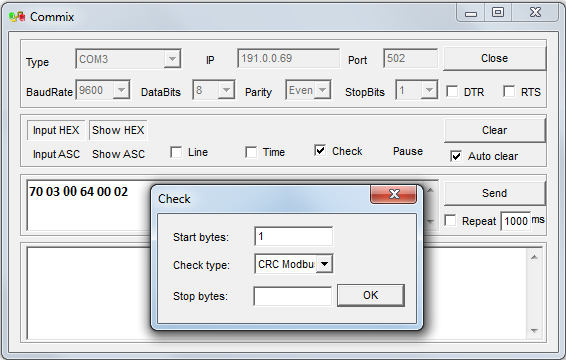 Commix
Type COM3 IP 191.0.0.69 Port 502 Close
BaudRate 9600 DataBits 8 Parity Even StopBits 1 DTR RTS
Input HEX Show HEX Clear
Input ASC Show ASC Line Time Check Pause Auto clear
70 03 00 64 00 02 Send
Repeat 1000 ms
Check
Start bytes: 1
Check type: CRC Modbu
Stop bytes: OK